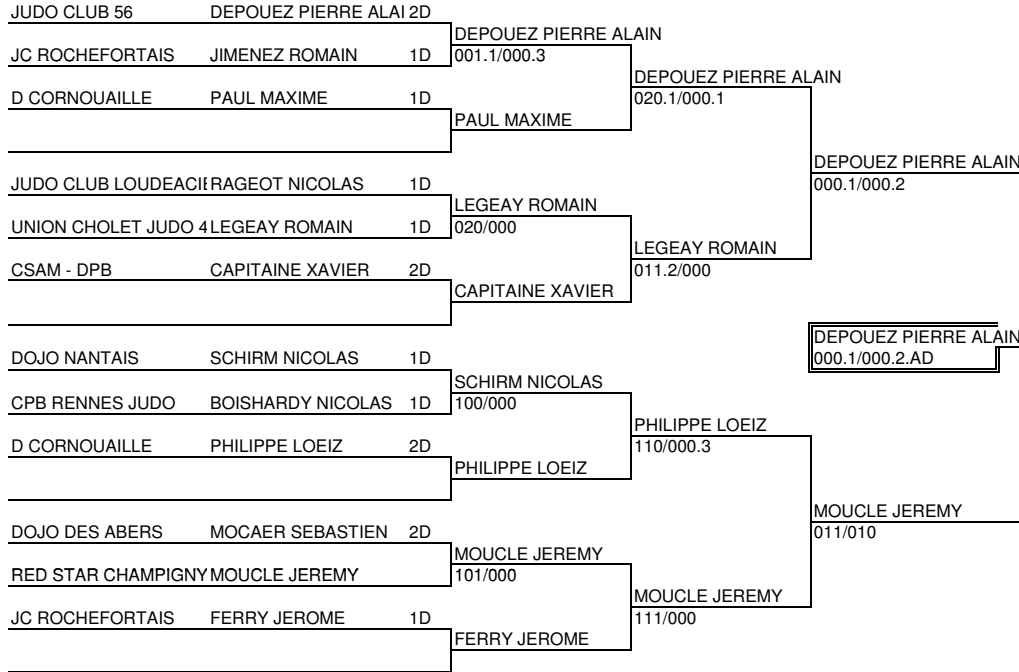 JUDO CLUB 56 DEPOUEZ PIERRE ALAI 2D
DEPOUEZ PIERRE ALAIN
JC ROCHEFORTAIS JIMENEZ ROMAIN 1D 001.1/000.3
DEPOUEZ PIERRE ALAIN
D CORNOUAILLE PAUL MAXIME 1D 020.1/000.1
PAUL MAXIME
DEPOUEZ PIERRE ALAIN
JUDO CLUB LOUDEACIE RAGEOT NICOLAS 1D 000.1/000.2
LEGEAY ROMAIN
UNION CHOLET JUDO 4 LEGEAY ROMAIN 1D 020/000
LEGEAY ROMAIN
CSAM - DPB CAPITAINE XAVIER 2D 011.2/000
CAPITAINE XAVIER
DEPOUEZ PIERRE ALAIN
DOJO NANTAIS SCHIRM NICOLAS 1D 000.1/000.2.AD
SCHIRM NICOLAS
CPB RENNES JUDO BOISHARDY NICOLAS 1D 100/000
PHILIPPE LOEIZ
D CORNOUAILLE PHILIPPE LOEIZ 2D 110/000.3
PHILIPPE LOEIZ
MOUCLE JEREMY
DOJO DES ABERS MOCAER SEBASTIEN 2D 011/010
MOUCLE JEREMY
RED STAR CHAMPIGNY MOUCLE JEREMY 101/000
MOUCLE JEREMY
JC ROCHEFORTAIS FERRY JEROME 1D 111/000
FERRY JEROME